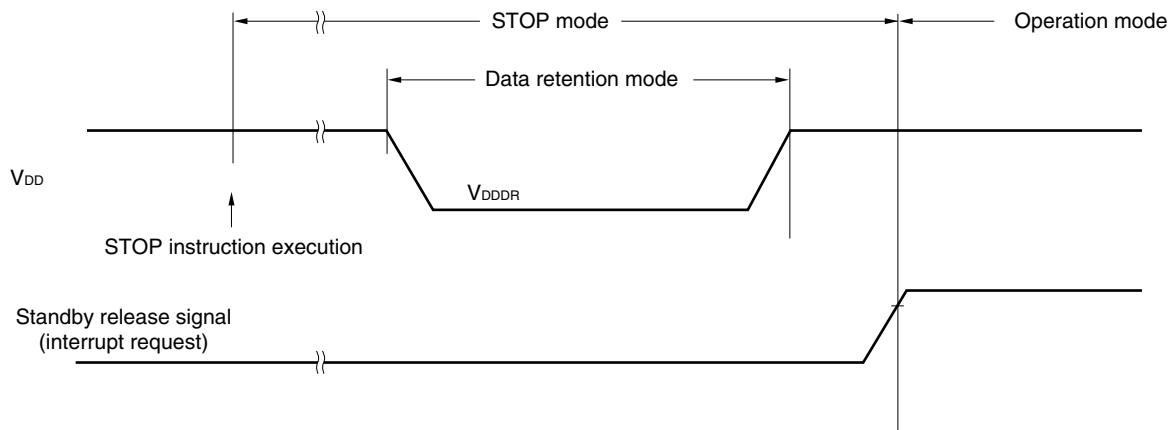 STOP mode
Operation mode
Data retention mode
VDD
VDDDR
STOP instruction execution
Standby release signal
(interrupt request)